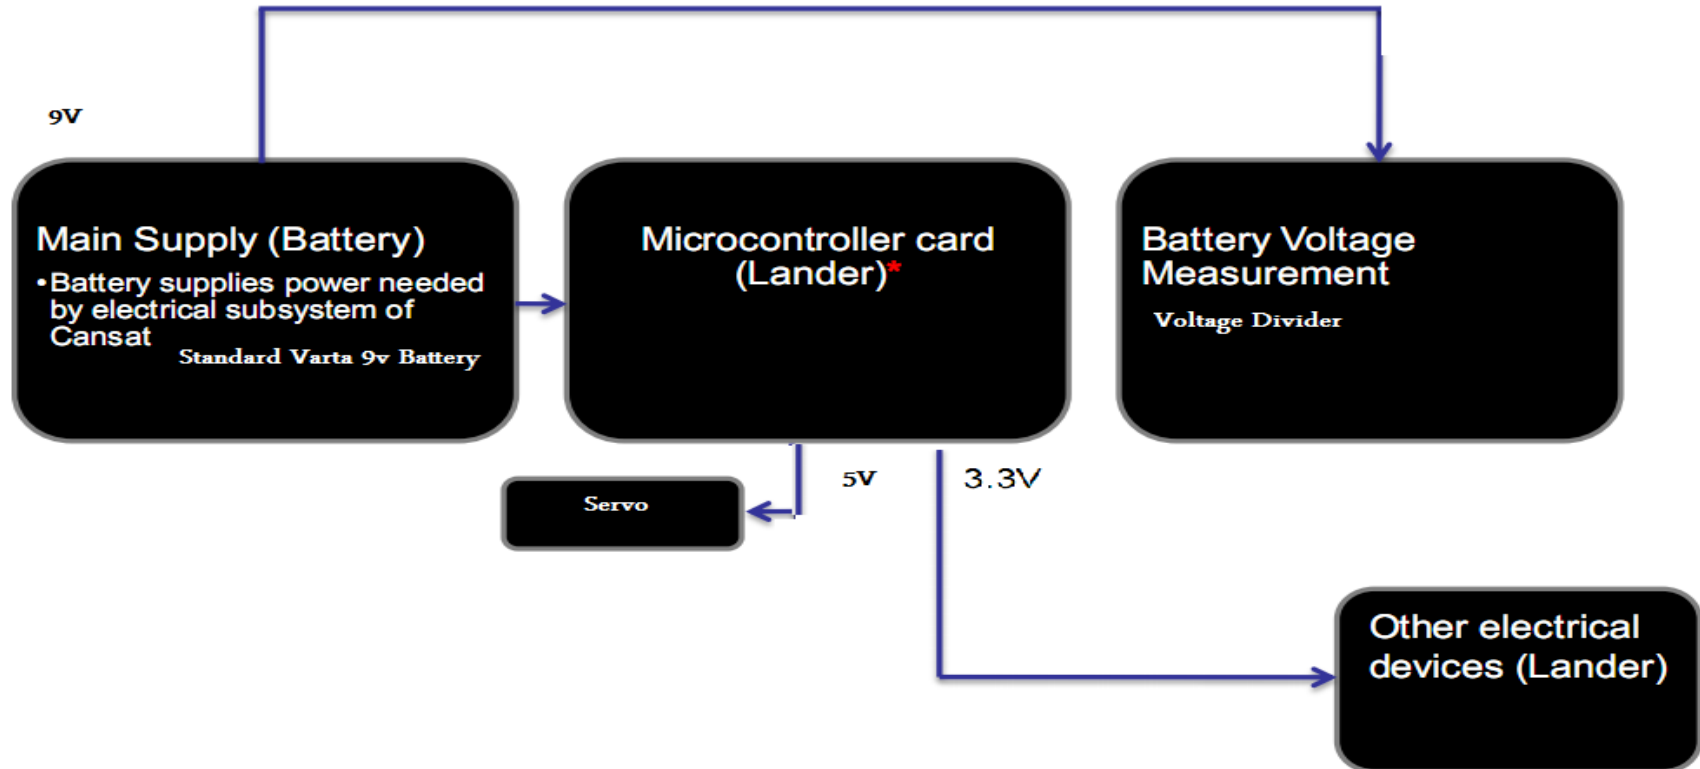 9V
Main Supply (Battery)
•Battery supplies power needed
by electrical subsystem of
Cansat
Standard Varta 9v Battery
Microcontroller card
(Lander)*
Battery Voltage
Measurement
Voltage Divider
Servo
5V
3.3V
Other electrical
devices (Lander)